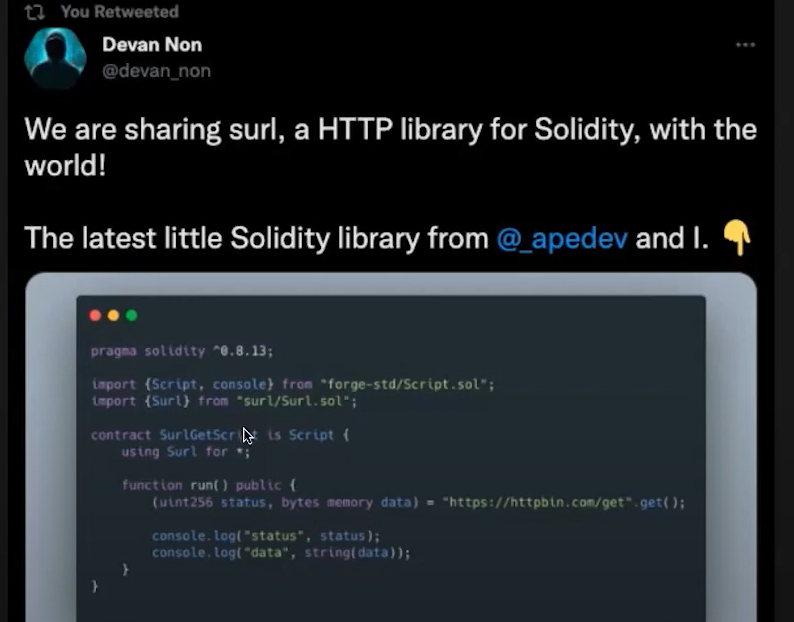 You Retweeted
Devan Non
@devan_non
We are sharing surl, a HTTP library for Solidity, with the
world!
The latest little Solidity library from @_apedev and I. 👇
pragma solidity ^0.8.13;
import {Script, console} from "forge-std/Script.sol";
import {Surl} from "surl/Surl.sol";
contract SurlGetScript is Script {
using Surl for *;
function run() public {
(uint256 status, bytes memory data) = "https://httpbin.com/get".get();
console.log("status", status);
console.log("data", string(data));
}
}